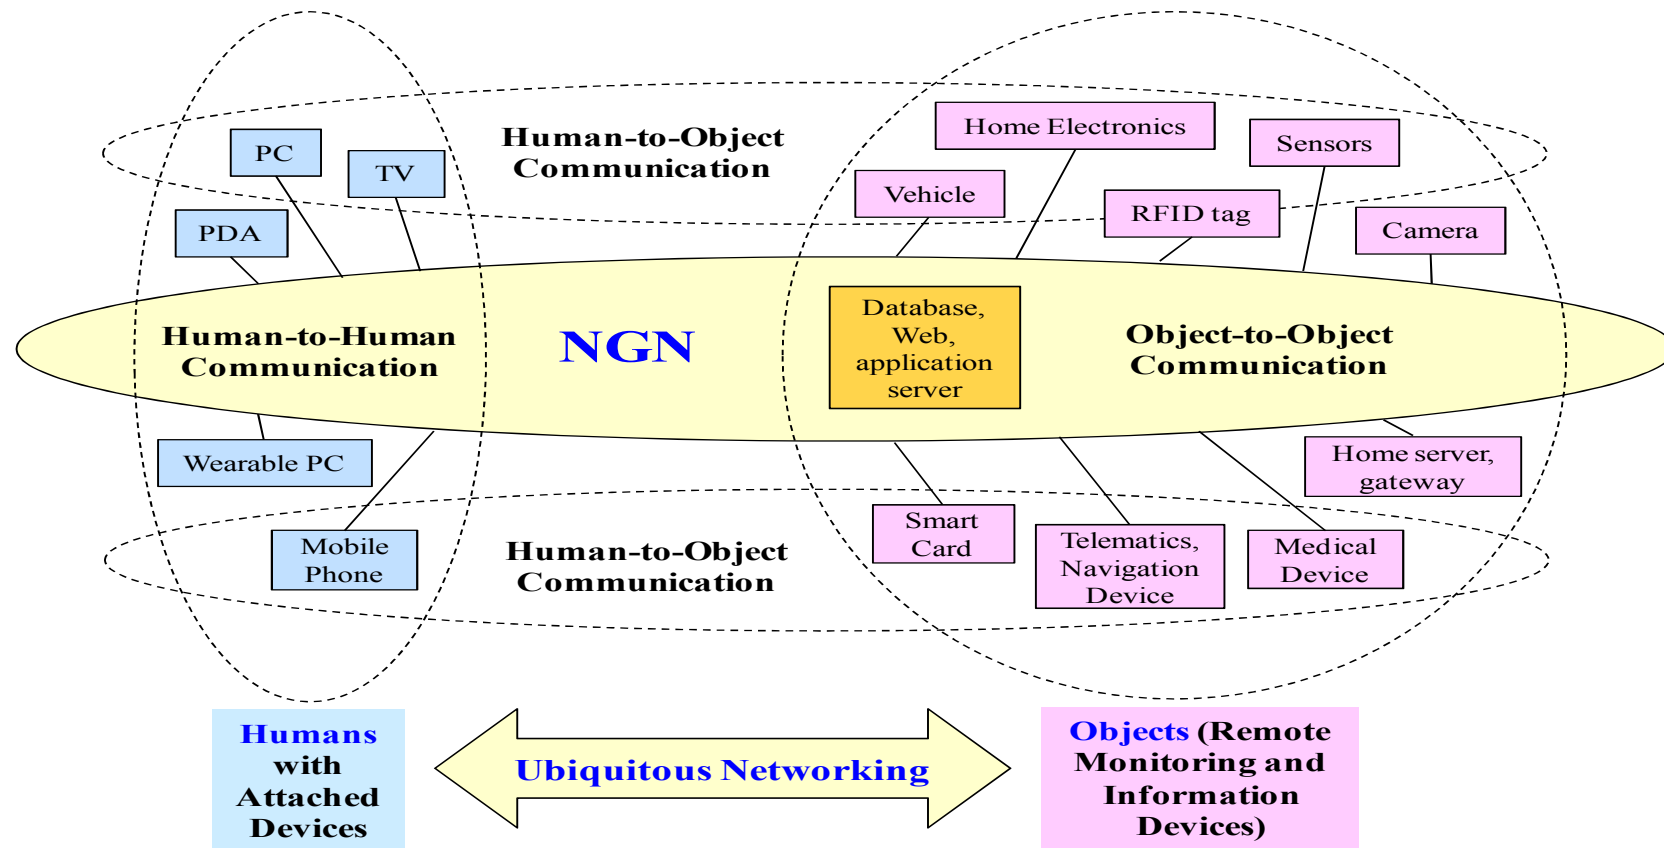 Human-to-Object
Communication
PC
TV
PDA
Home Electronics
Sensors
Vehicle
RFID tag
Camera
Human-to-Human
Communication
NGN
Database,
Web,
application
server
Object-to-Object
Communication
Wearable PC
Mobile
Phone
Human-to-Object
Communication
Smart
Card
Telematics,
Navigation
Device
Medical
Device
Home server,
gateway
Humans
with
Attached
Devices
Ubiquitous Networking
Objects (Remote
Monitoring and
Information
Devices)